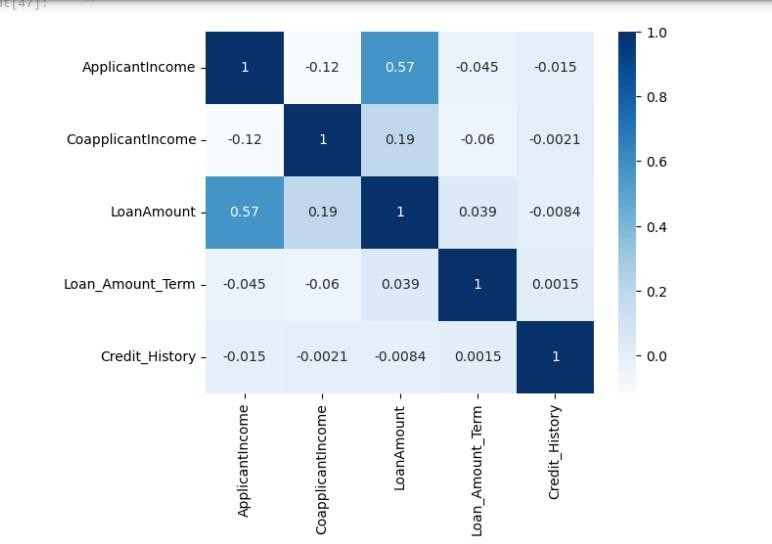 1.0
ApplicantIncome 1 -0.12 0.57 -0.045 -0.015
0.8
CoapplicantIncome -0.12 1 0.19 -0.06 -0.0021
0.6
LoanAmount 0.57 0.19 1 0.039 -0.0084
0.4
Loan_Amount_Term -0.045 -0.06 0.039 1 0.0015
0.2
Credit_History -0.015 -0.0021 -0.0084 0.0015 1
0.0
ApplicantIncome
CoapplicantIncome
LoanAmount
Loan_Amount_Term
Credit_History